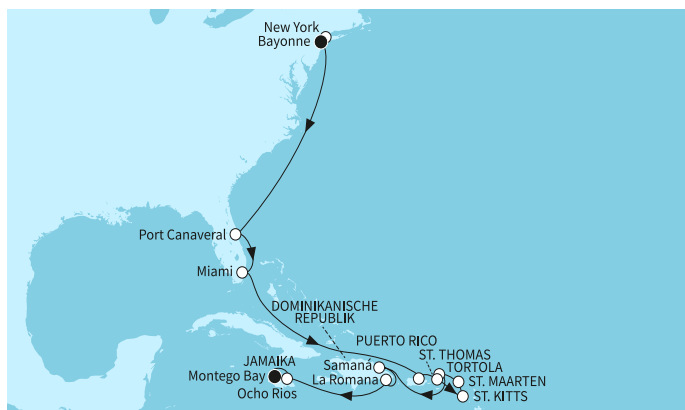 New York
Bayonne
Port Canaveral
Miami
DOMINIKANISCHE
REPUBLIK
PUERTO RICO
ST. THOMAS
TORTOLA
JAMAIKA
Samaná
Montego Bay
La Romana
ST. MAARTEN
Ocho Rios
ST. KITTS